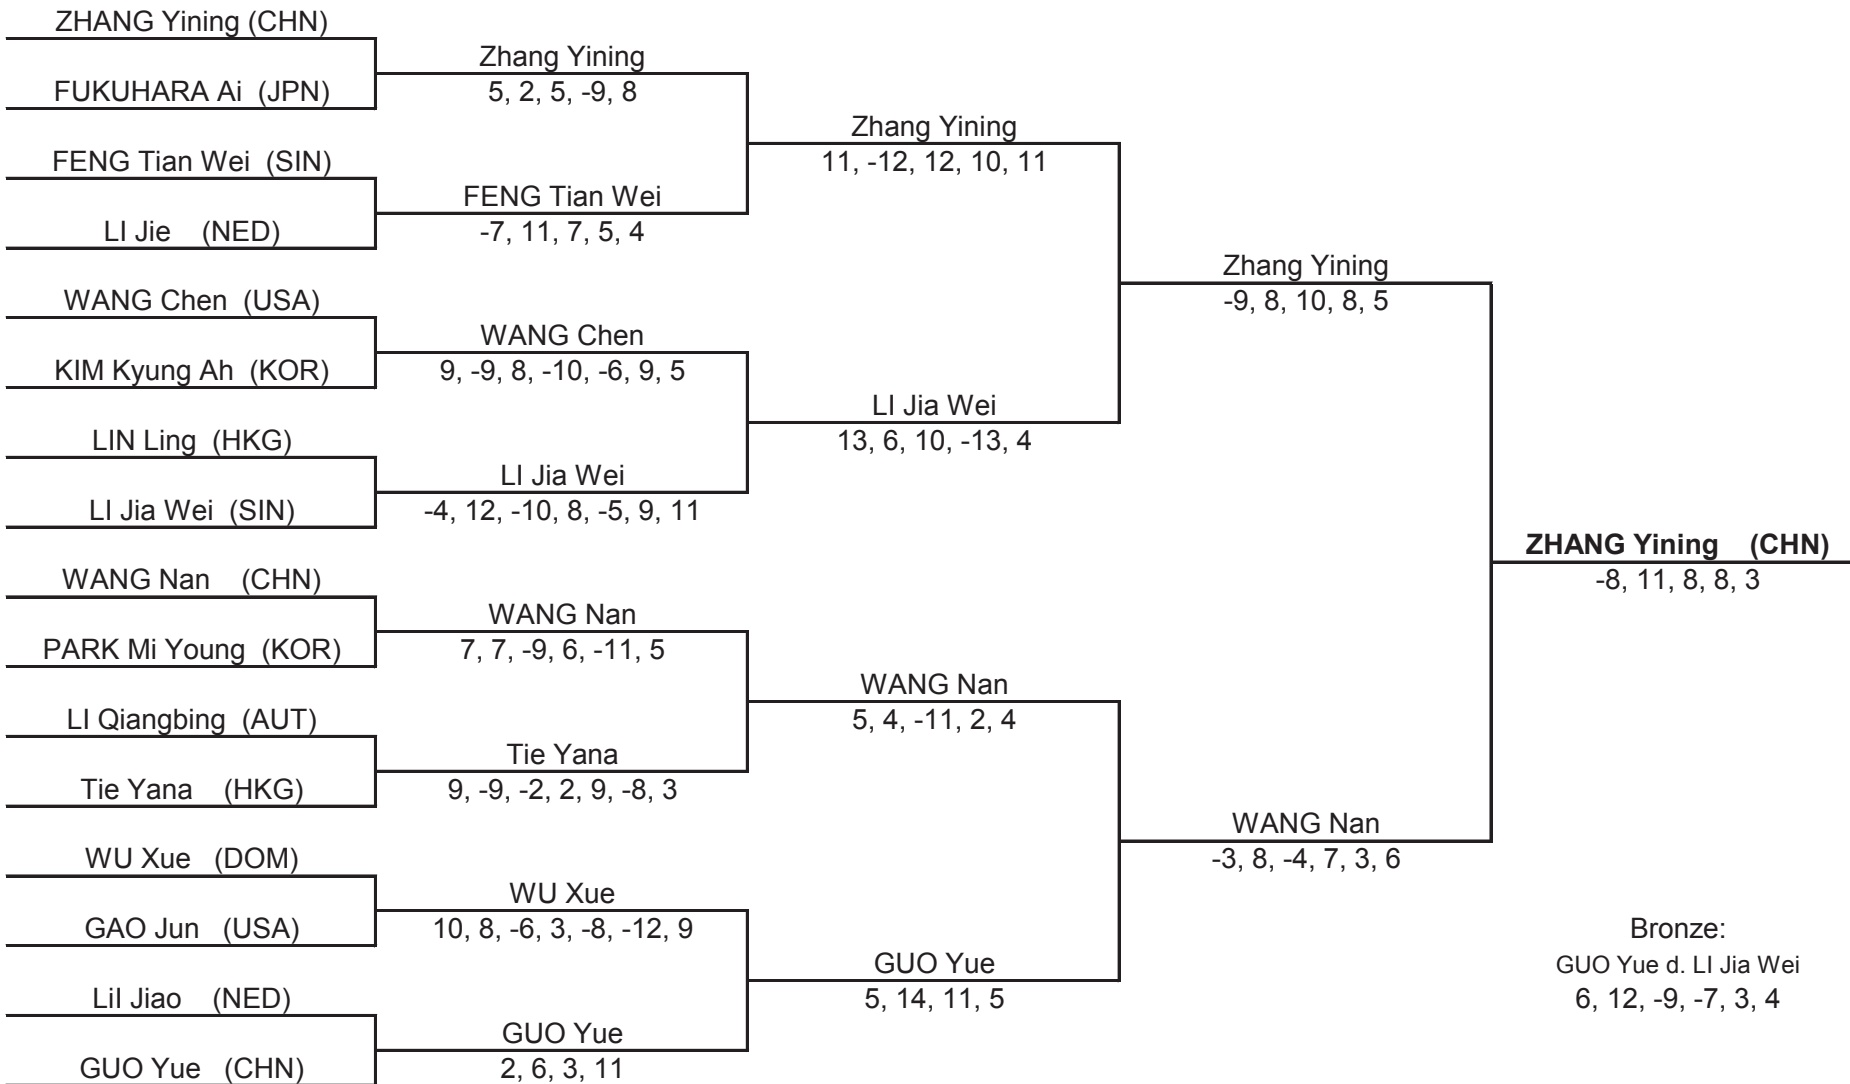 ZHANG Yining (CHN)
FUKUHARA Ai (JPN)
FENG Tian Wei (SIN)
LI Jie (NED)
WANG Chen (USA)
KIM Kyung Ah (KOR)
LIN Ling (HKG)
LI Jia Wei (SIN)
WANG Nan (CHN)
PARK Mi Young (KOR)
LI Qiangbing (AUT)
Tie Yana (HKG)
WU Xue (DOM)
GAO Jun (USA)
LiI Jiao (NED)
GUO Yue (CHN)
Zhang Yining
5, 2, 5, -9, 8
FENG Tian Wei
-7, 11, 7, 5, 4
WANG Chen
9, -9, 8, -10, -6, 9, 5
LI Jia Wei
-4, 12, -10, 8, -5, 9, 11
WANG Nan
7, 7, -9, 6, -11, 5
Tie Yana
9, -9, -2, 2, 9, -8, 3
WU Xue
10, 8, -6, 3, -8, -12, 9
GUO Yue
2, 6, 3, 11
Zhang Yining
11, -12, 12, 10, 11
LI Jia Wei
13, 6, 10, -13, 4
WANG Nan
5, 4, -11, 2, 4
GUO Yue
5, 14, 11, 5
Zhang Yining
-9, 8, 10, 8, 5
WANG Nan
-3, 8, -4, 7, 3, 6
ZHANG Yining (CHN)
-8, 11, 8, 8, 3
Bronze:
GUO Yue d. LI Jia Wei
6, 12, -9, -7, 3, 4